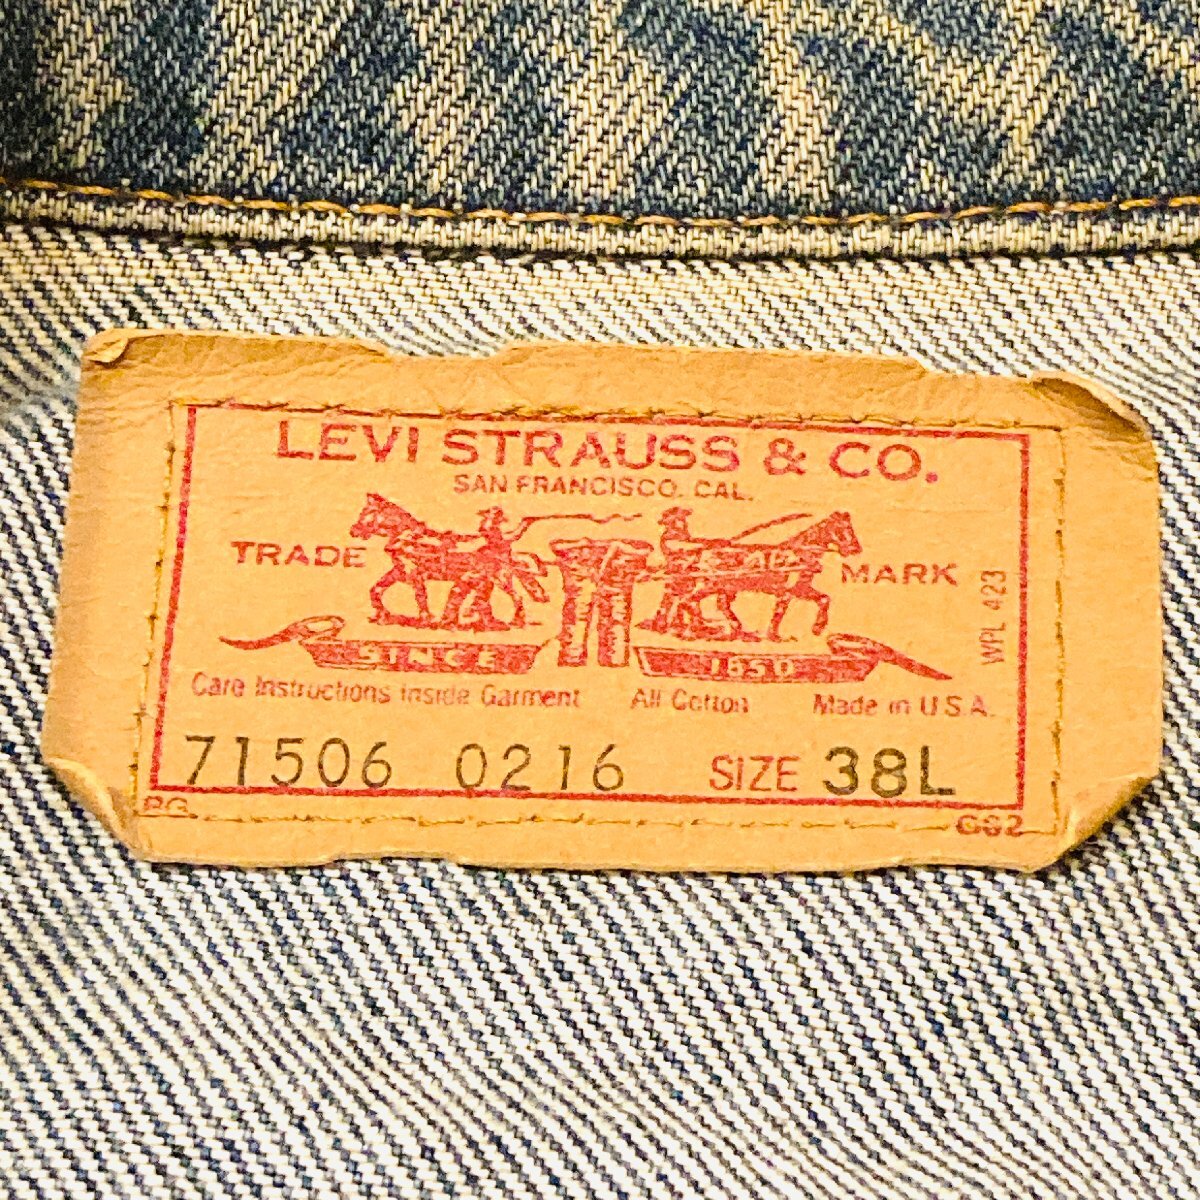 LEVI STRAUSS & CO.
SAN FRANCISCO, CAL.
TRADE MARK
WPL 423
SINCE 1850
Care Instructions Inside Garment All Cotton Made in U.S.A.
71506 0216 SIZE 38L